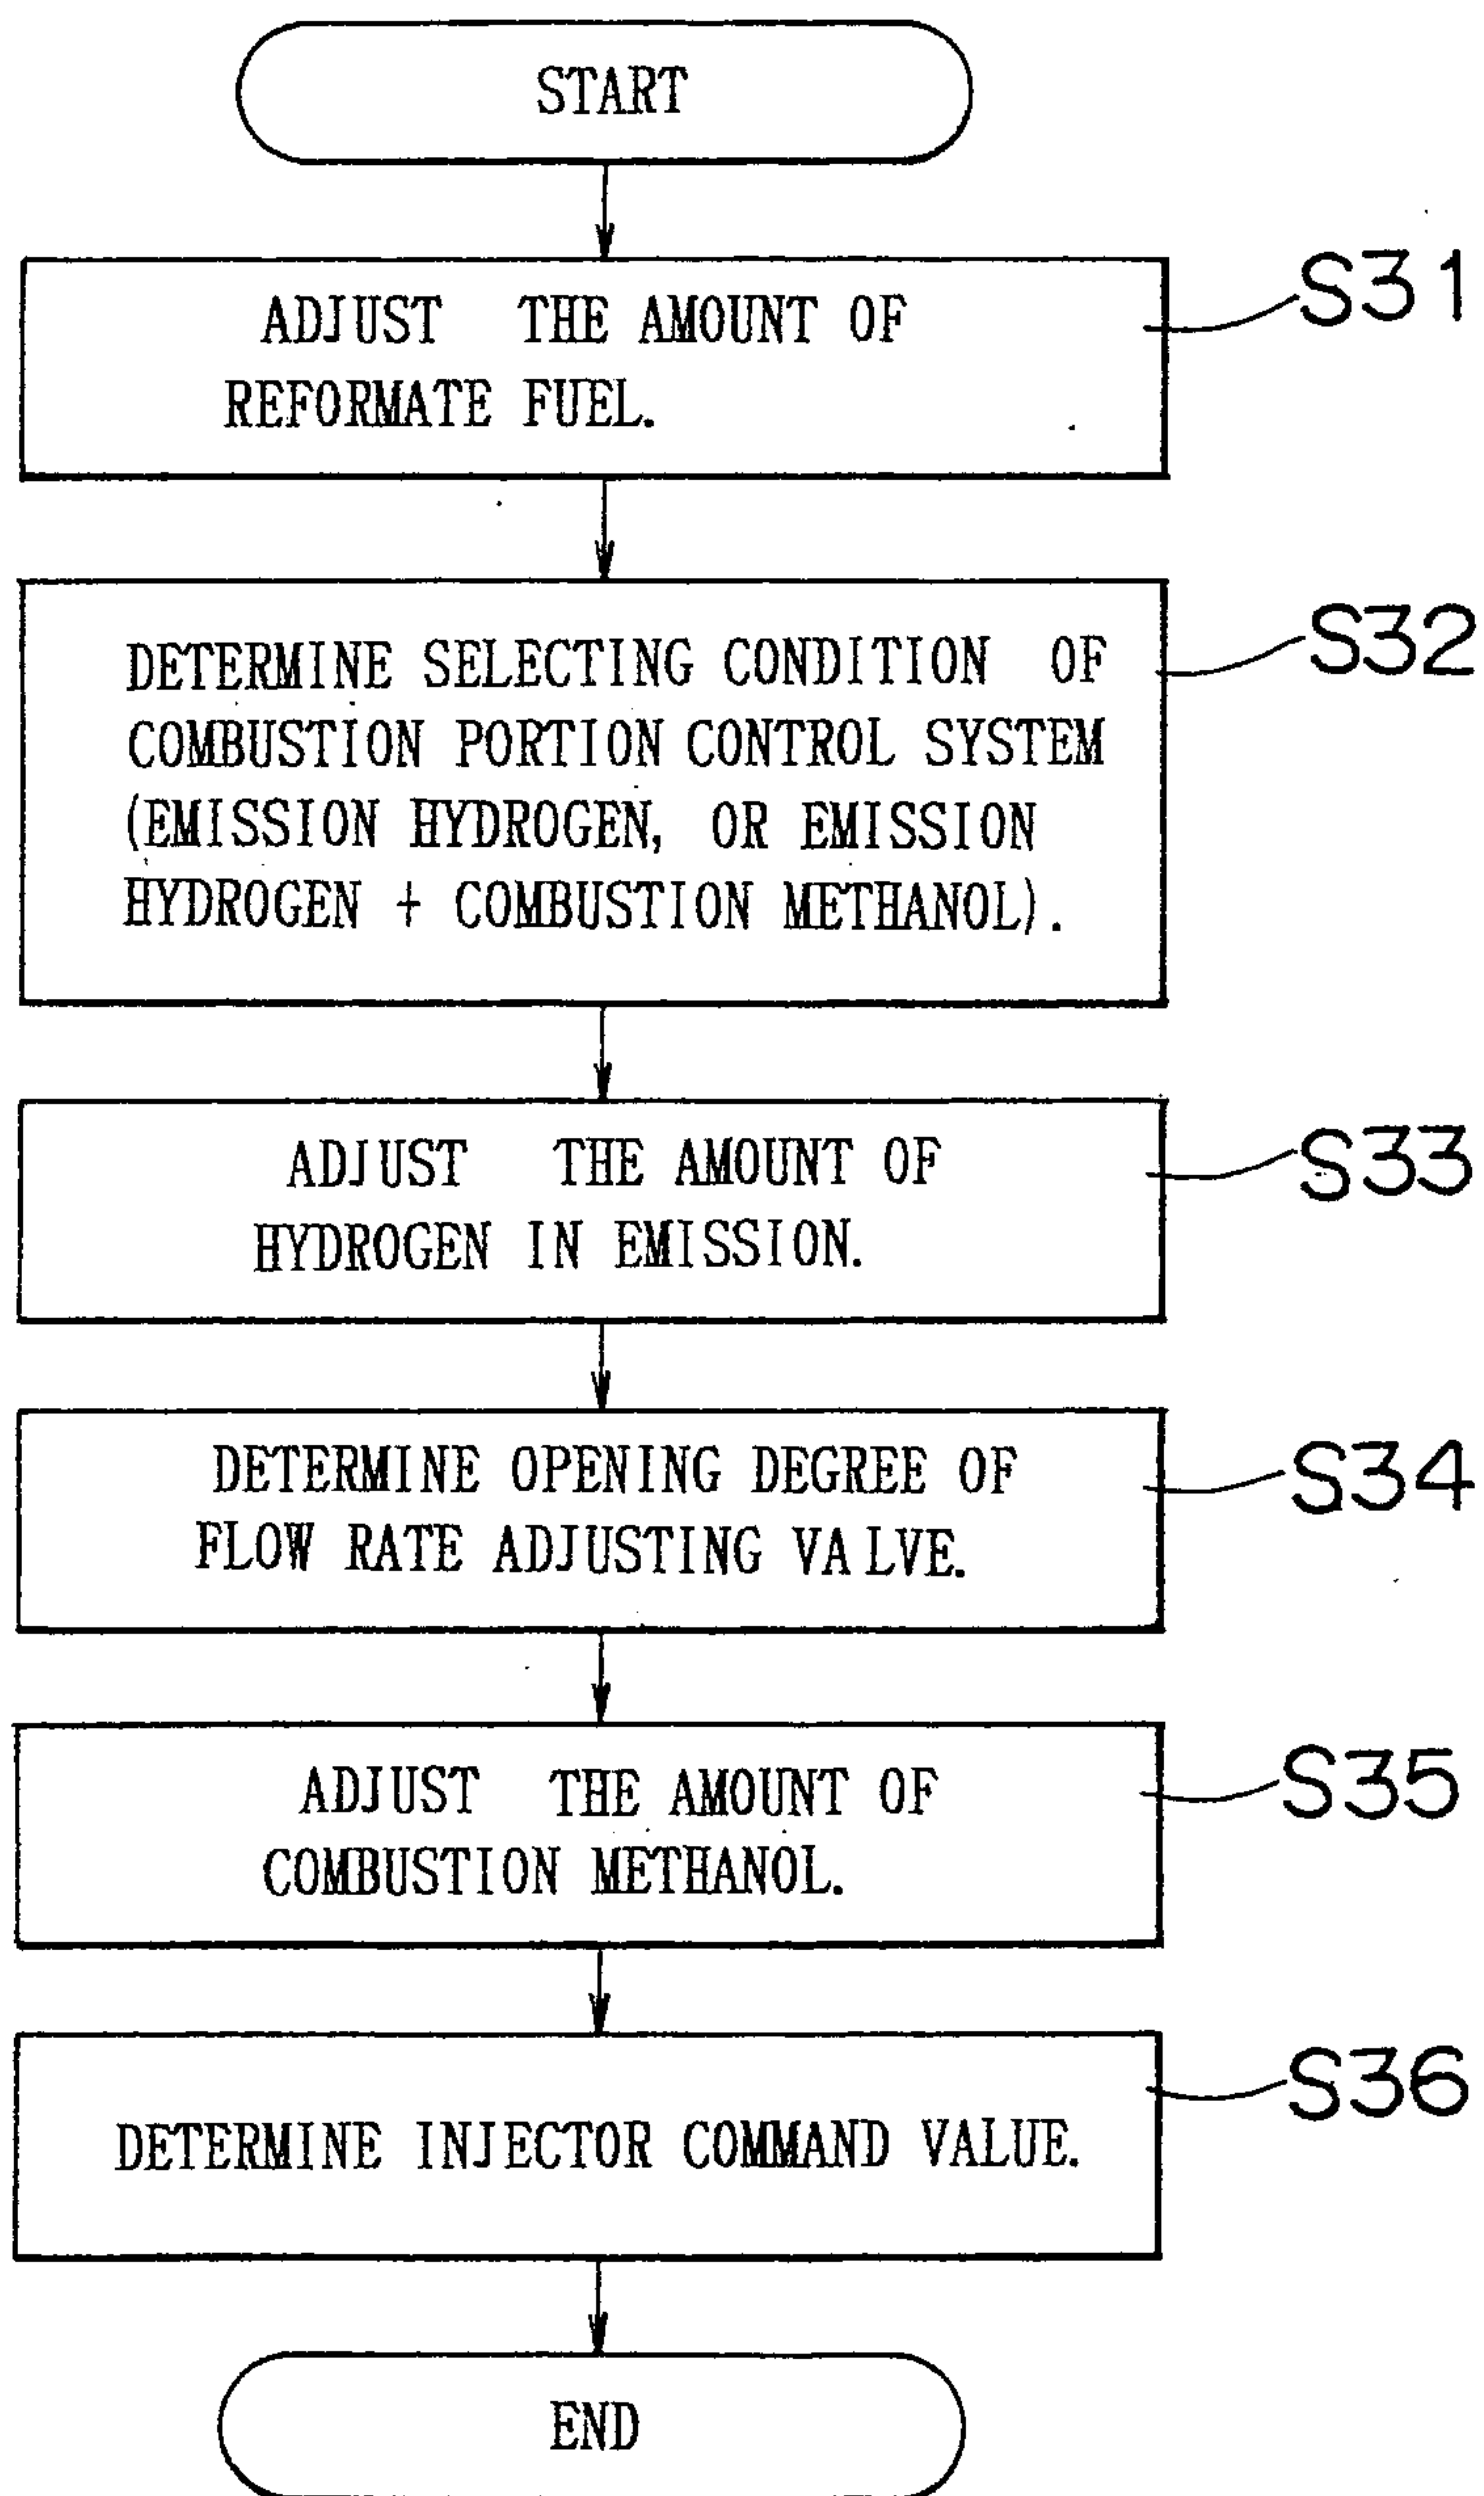 START
ADJUST THE AMOUNT OF
REFORMATE FUEL.
S31
DETERMINE SELECTING CONDITION OF
COMBUSTION PORTION CONTROL SYSTEM
(EMISSION HYDROGEN, OR EMISSION
HYDROGEN + COMBUSTION METHANOL).
S32
ADJUST THE AMOUNT OF
HYDROGEN IN EMISSION.
S33
DETERMINE OPENING DEGREE OF
FLOW RATE ADJUSTING VALVE.
S34
ADJUST THE AMOUNT OF
COMBUSTION METHANOL.
S35
DETERMINE INJECTOR COMMAND VALUE.
S36
END